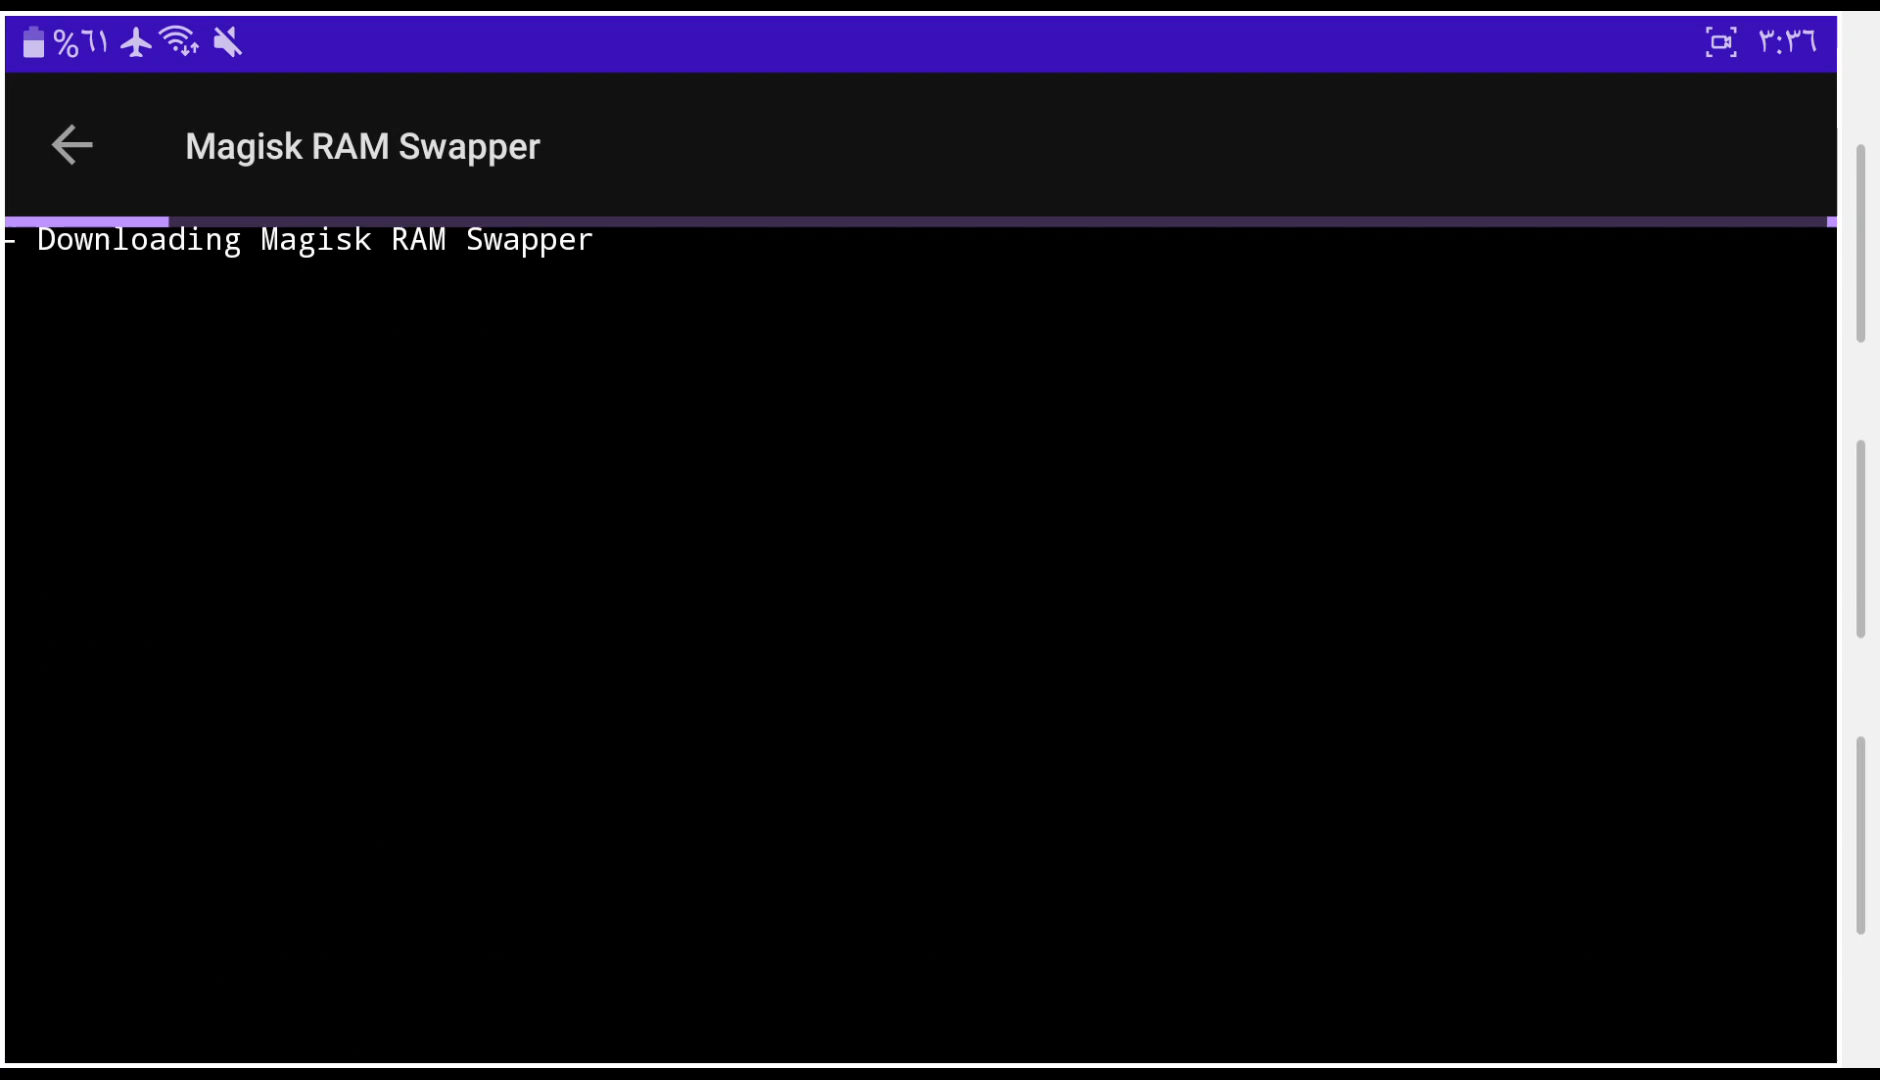 %٦١
٣:٣٦
Magisk RAM Swapper
- Downloading Magisk RAM Swapper